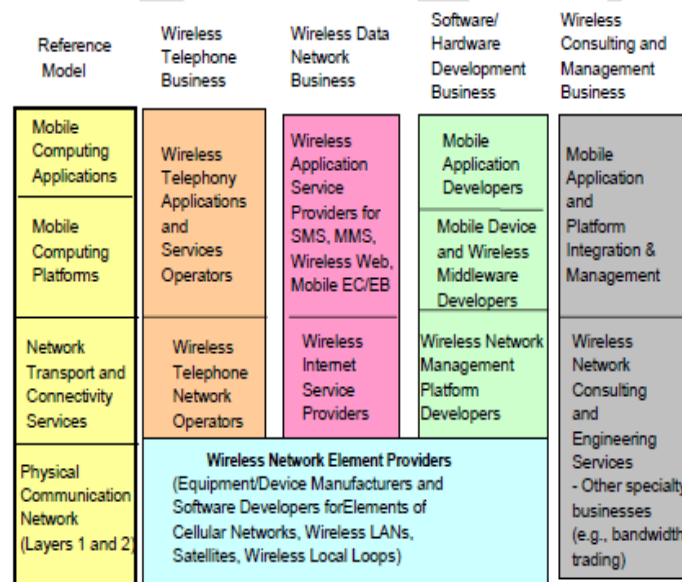 Reference
Model
Wireless
Telephone
Business
Wireless Data
Network
Business
Software/
Hardware
Development
Business
Wireless
Consulting and
Management
Business
Mobile
Computing
Applications
Mobile
Computing
Platforms
Network
Transport and
Connectivity
Services
Physical
Communication
Network
(Layers 1 and 2)
Wireless
Telephony
Applications
and
Services
Operators
Wireless
Telephone
Network
Operators
Wireless
Application
Service
Providers for
SMS, MMS,
Wireless Web,
Mobile EC/EB
Wireless
Internet
Service
Providers
Mobile
Application
Developers
Mobile Device
and Wireless
Middleware
Developers
Wireless Network
Management
Platform
Developers
Wireless Network Element Providers
(Equipment/Device Manufacturers and
Software Developers forElements of
Cellular Networks, Wireless LANs,
Satellites, Wireless Local Loops)
Mobile
Application
and
Platform
Integration &
Management
Wireless
Network
Consulting
and
Engineering
Services
- Other specialty
businesses
(e.g., bandwidth
trading)